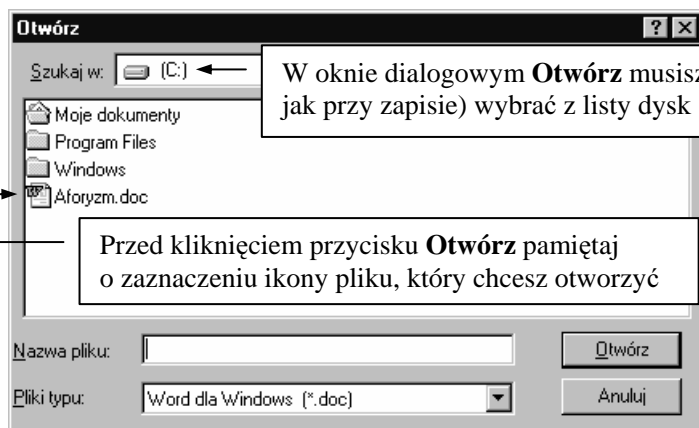 Otwórz
Szukaj w: (C:)
W oknie dialogowym Otwórz musisz
jak przy zapisie) wybrać z listy dysk
Moje dokumenty
Program Files
Windows
Aforyzm.doc
Przed kliknięciem przycisku Otwórz pamiętaj
o zaznaczeniu ikony pliku, który chcesz otworzyć
Nazwa pliku:
Otwórz
Pliki typu: Word dla Windows (*.doc)
Anuluj